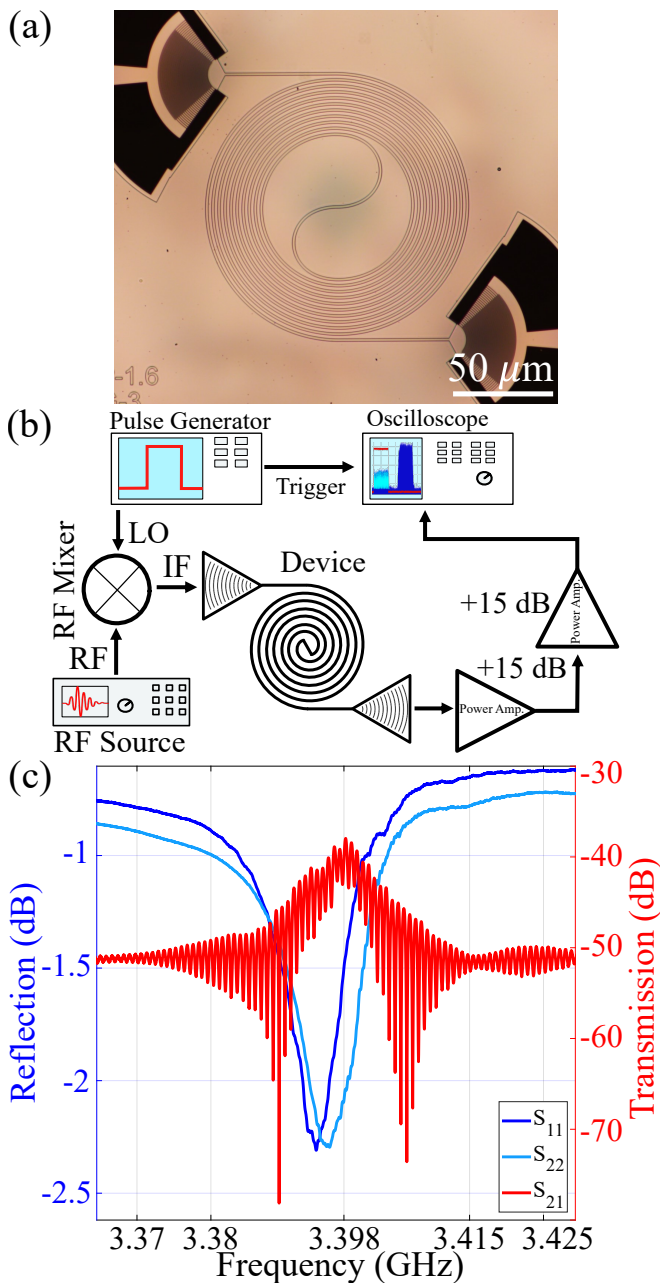 (a)
-1.6
-3
50 μm
(b)
Pulse Generator
Oscilloscope
Trigger
LO
RF Mixer
IF
Device
RF
RF Source
Power Amp.
+15 dB
Power Amp.
+15 dB
(c)
Reflection (dB)
-1
-1.5
-2
-2.5
Transmission (dB)
-30
-40
-50
-60
-70
S11
S22
S21
3.37
3.38
3.398
3.415
3.425
Frequency (GHz)